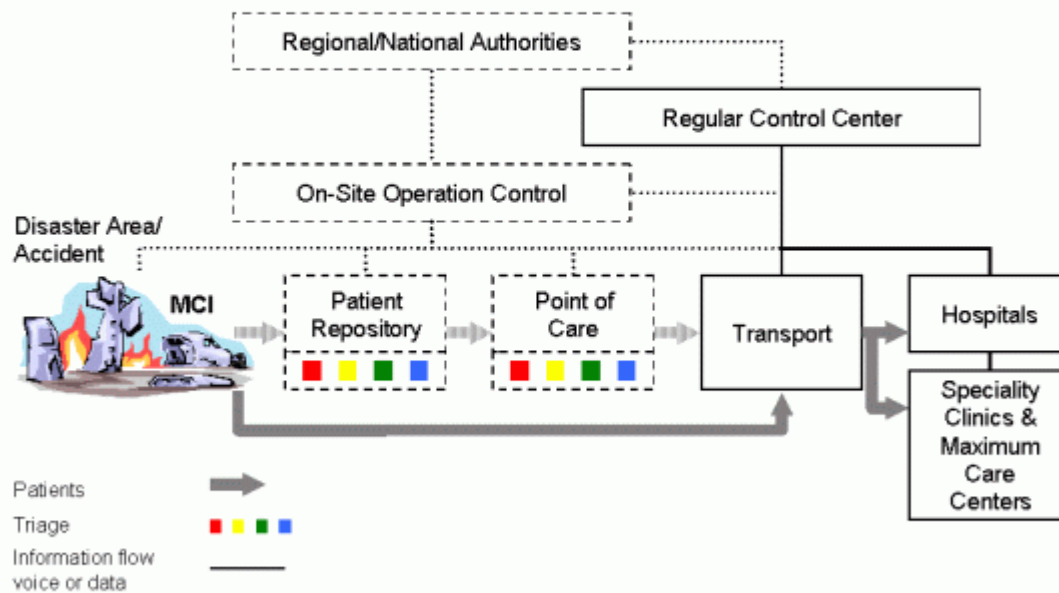 Regional/National Authorities
Regular Control Center
On-Site Operation Control
Disaster Area/
Accident
MCI
Patient
Repository
Point of
Care
Transport
Hospitals
Speciality
Clinics &
Maximum
Care
Centers
Patients
Triage
Information flow
voice or data